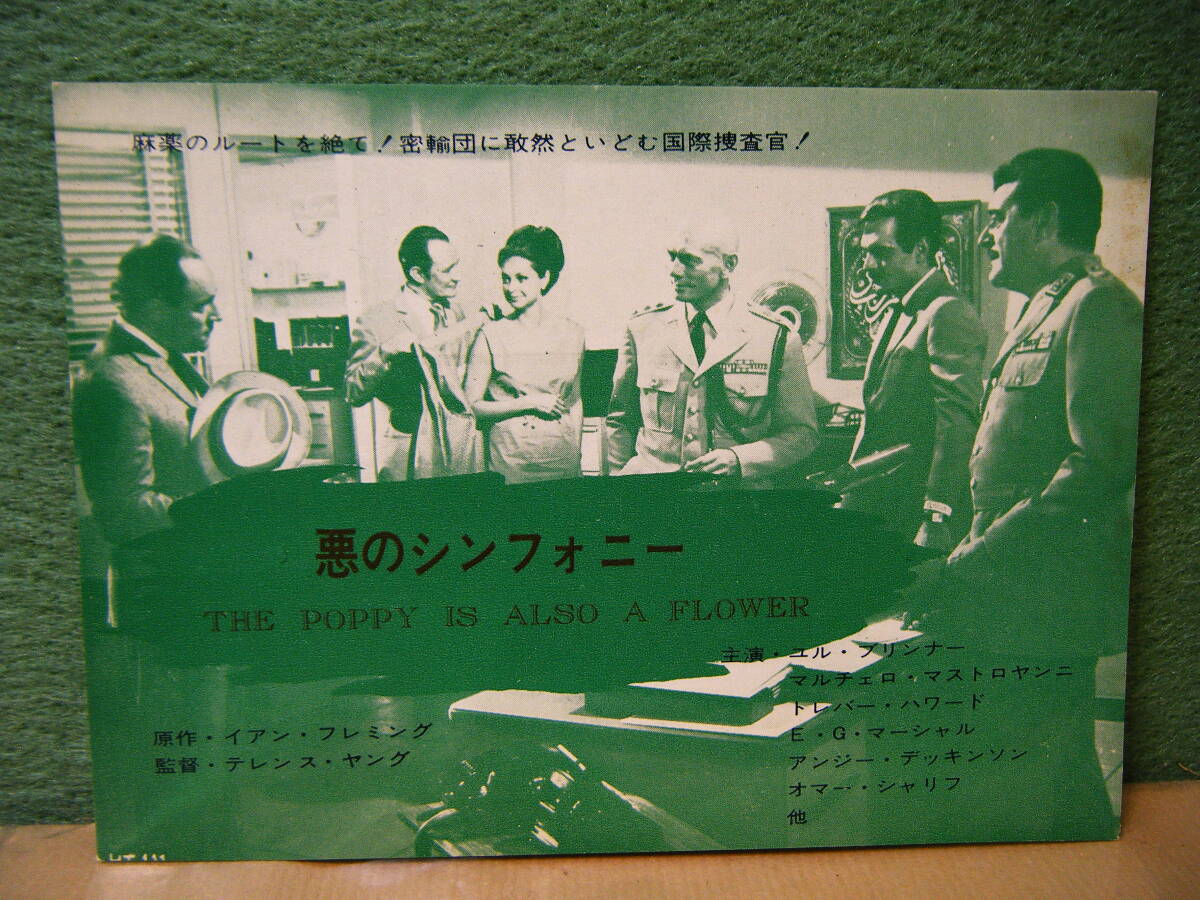 麻薬のルートを絶て!密輸団に敢然といどむ国際捜査官!
悪のシンフォニー
THE POPPY IS ALSO A FLOWER
主演・ユル・ブリンナー
マルチェロ・マストロヤンニ
トレバー・ハワード
E・G・マーシャル
アンジー・デッキンソン
オマー・シャリフ
他
原作・イアン・フレミング
監督・テレンス・ヤング